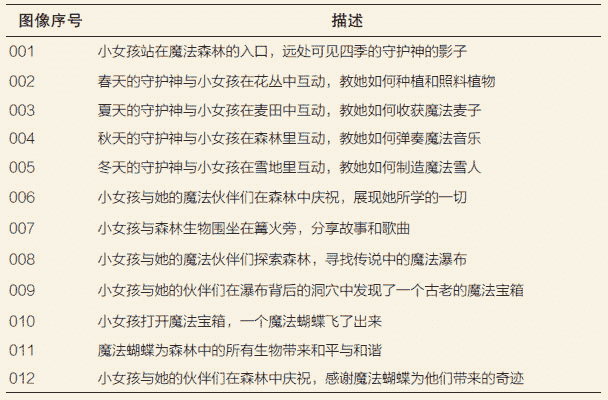 图像序号 描述
001 小女孩站在魔法森林的入口，远处可见四季的守护神的影子
002 春天的守护神与小女孩在花丛中互动，教她如何种植和照料植物
003 夏天的守护神与小女孩在麦田中互动，教她如何收获魔法麦子
004 秋天的守护神与小女孩在森林里互动，教她如何弹奏魔法音乐
005 冬天的守护神与小女孩在雪地里互动，教她如何制造魔法雪人
006 小女孩与她的魔法伙伴们在森林中庆祝，展现她所学的一切
007 小女孩与森林生物围坐在篝火旁，分享故事和歌曲
008 小女孩与她的魔法伙伴们探索森林，寻找传说中的魔法瀑布
009 小女孩与她的伙伴们在瀑布背后的洞穴中发现了一个古老的魔法宝箱
010 小女孩打开魔法宝箱，一个魔法蝴蝶飞了出来
011 魔法蝴蝶为森林中的所有生物带来和平与和谐
012 小女孩与她的伙伴们在森林中庆祝，感谢魔法蝴蝶为他们带来的奇迹